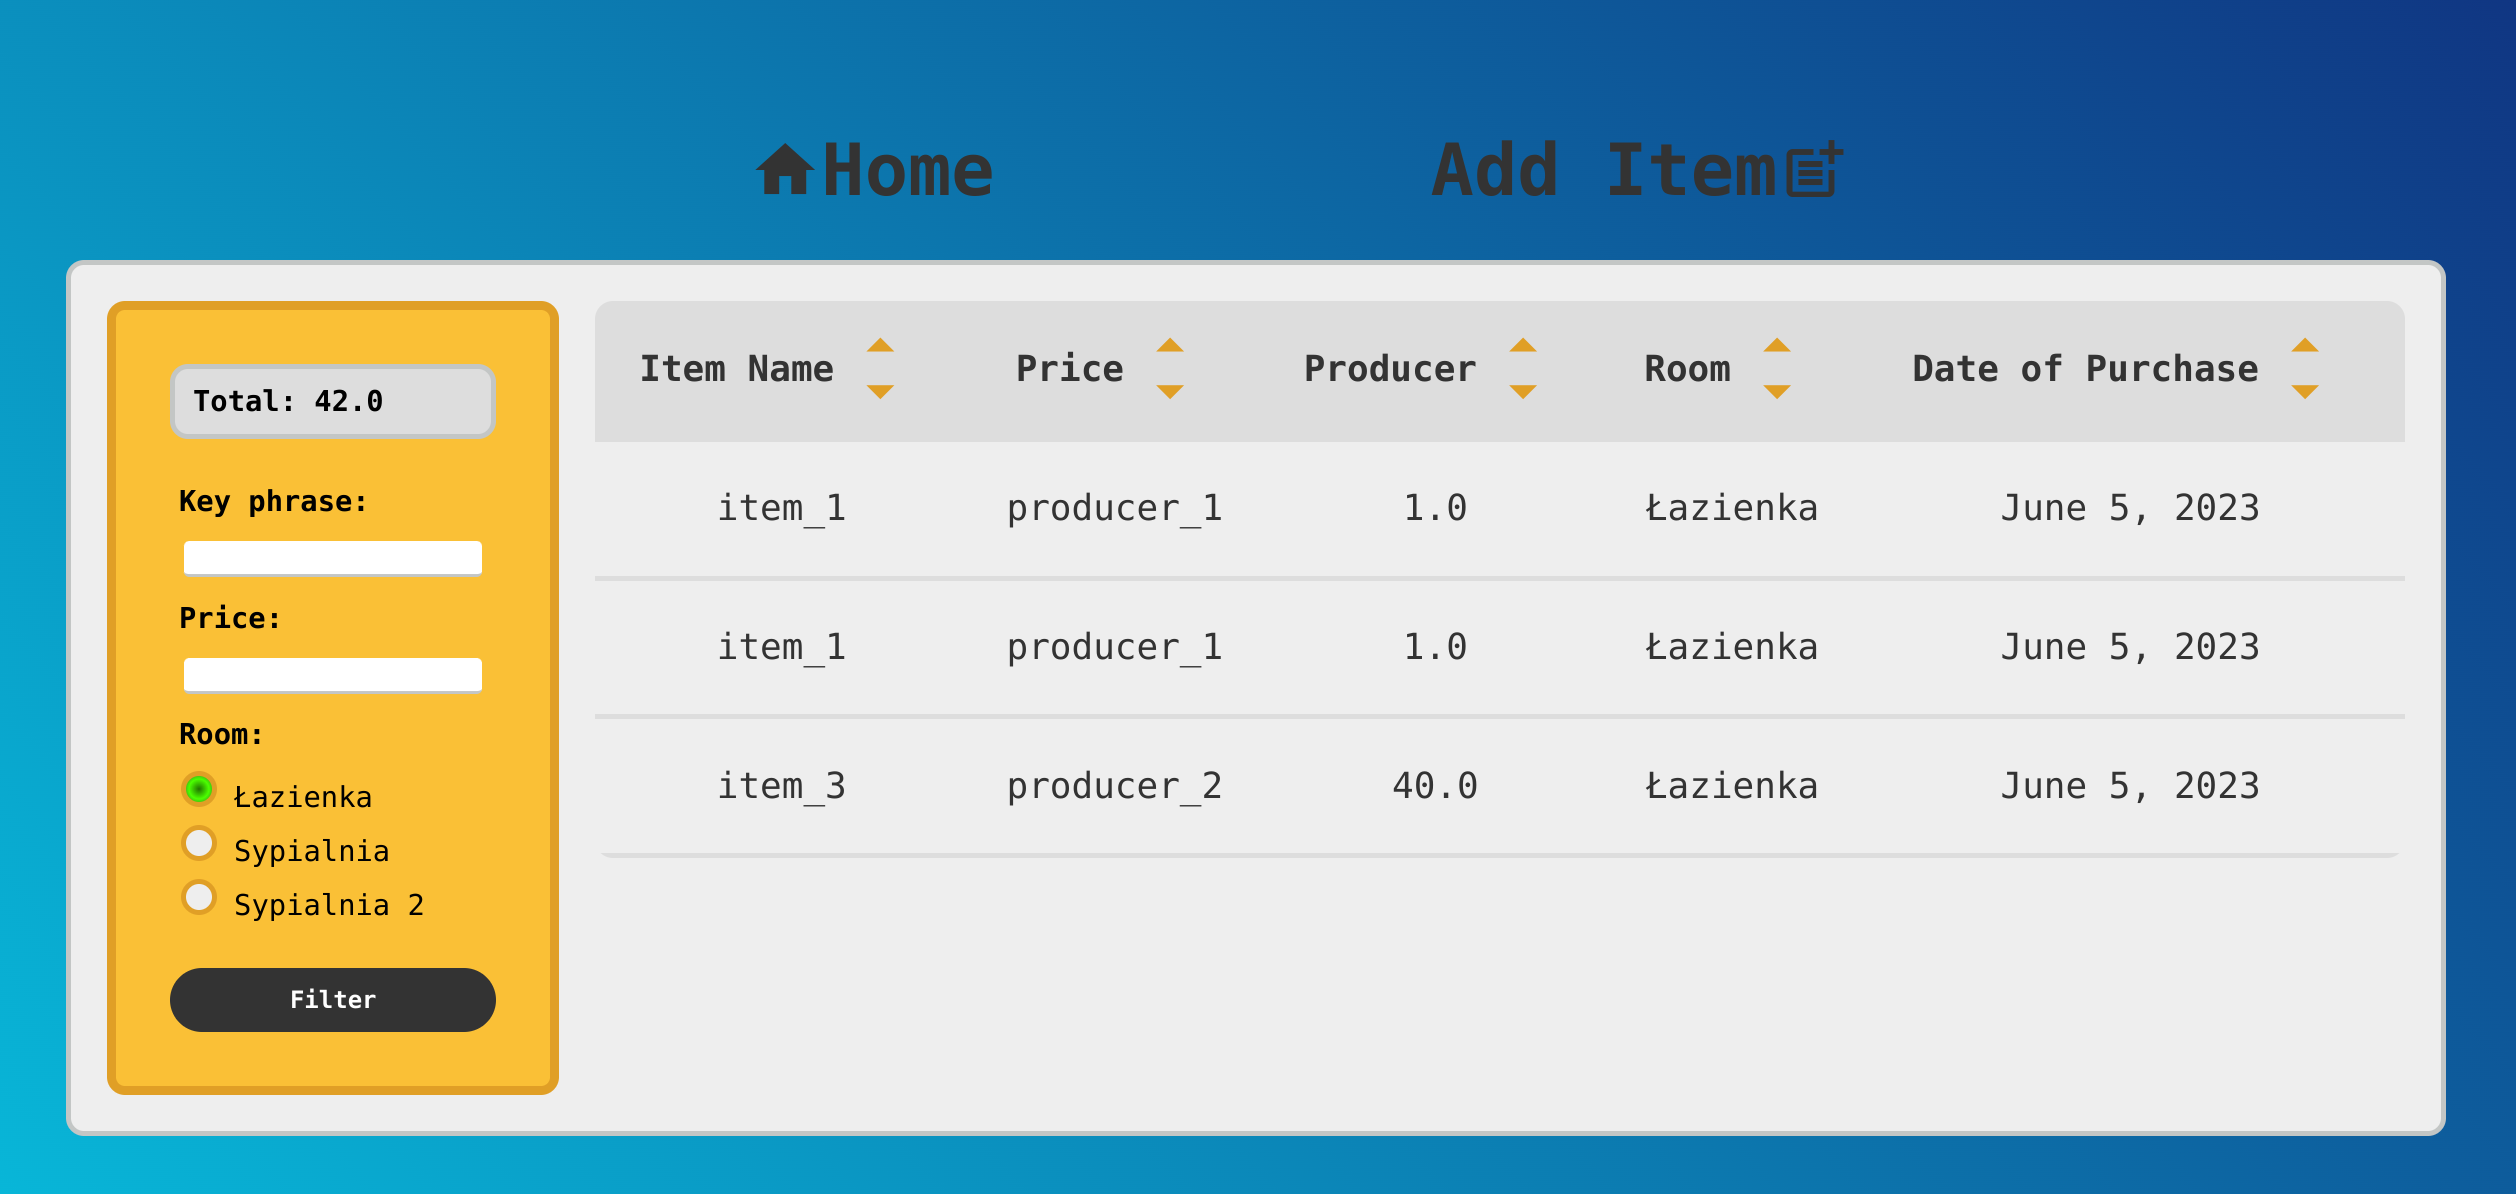 Home Add Item
Total: 42.0
Key phrase:
Price:
Room:
Łazienka
Sypialnia
Sypialnia 2
Filter
Item Name Price Producer Room Date of Purchase
item_1 producer_1 1.0 Łazienka June 5, 2023
item_1 producer_1 1.0 Łazienka June 5, 2023
item_3 producer_2 40.0 Łazienka June 5, 2023